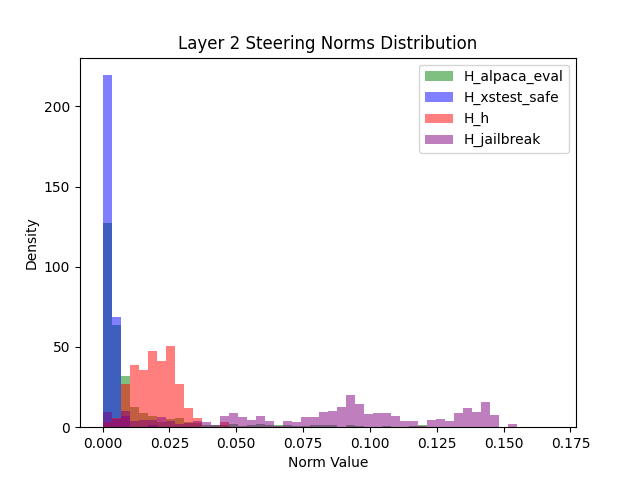 Layer 2 Steering Norms Distribution
H_alpaca_eval
H_xstest_safe
H_h
H_jailbreak
200
150
100
50
0
Density
0.000 0.025 0.050 0.075 0.100 0.125 0.150 0.175
Norm Value